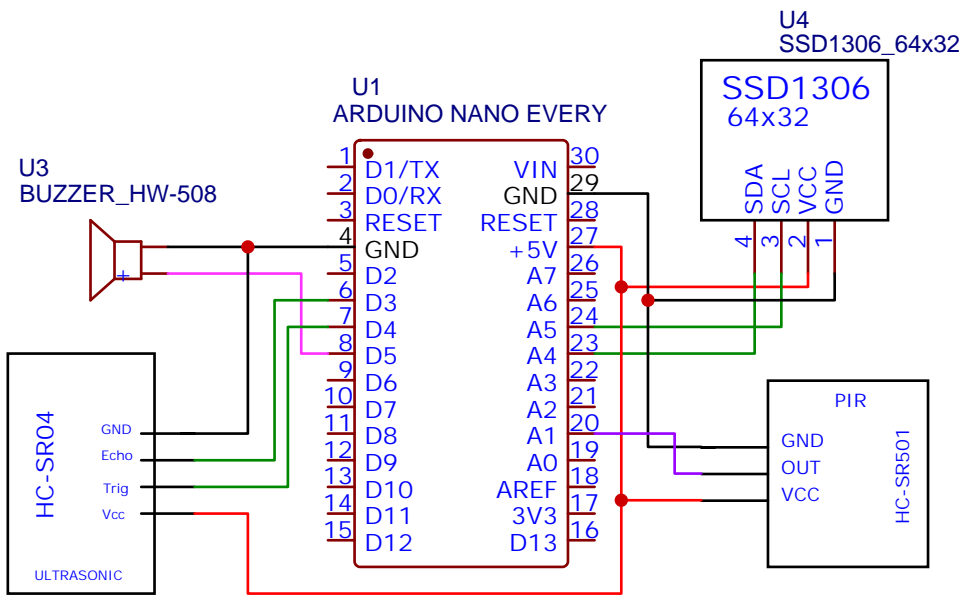 U4
SSD1306_64x32
SSD1306
64x32
SDA
SCL
VCC
GND
4
3
2
1
U1
ARDUINO NANO EVERY
1 D1/TX
2 D0/RX
3 RESET
4 GND
5 D2
6 D3
7 D4
8 D5
9 D6
10 D7
11 D8
12 D9
13 D10
14 D11
15 D12
VIN 30
GND 29
RESET 28
+5V 27
A7 26
A6 25
A5 24
A4 23
A3 22
A2 21
A1 20
A0 19
AREF 18
3V3 17
D13 16
U3
BUZZER_HW-508
+
HC-SR04
GND
Echo
Trig
Vcc
ULTRASONIC
PIR
GND
OUT
VCC
HC-SR501